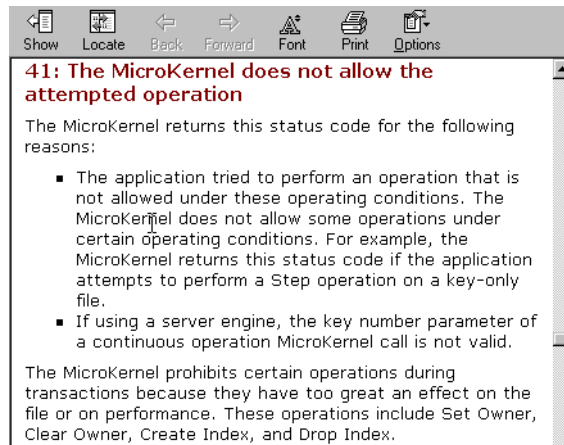 Show Locate Back Forward Font Print Options
41: The MicroKernel does not allow the
attempted operation
The MicroKernel returns this status code for the following
reasons:
The application tried to perform an operation that is
not allowed under these operating conditions. The
MicroKernel does not allow some operations under
certain operating conditions. For example, the
MicroKernel returns this status code if the application
attempts to perform a Step operation on a key-only
file.
If using a server engine, the key number parameter of
a continuous operation MicroKernel call is not valid.
The MicroKernel prohibits certain operations during
transactions because they have too great an effect on the
file or on performance. These operations include Set Owner,
Clear Owner, Create Index, and Drop Index.